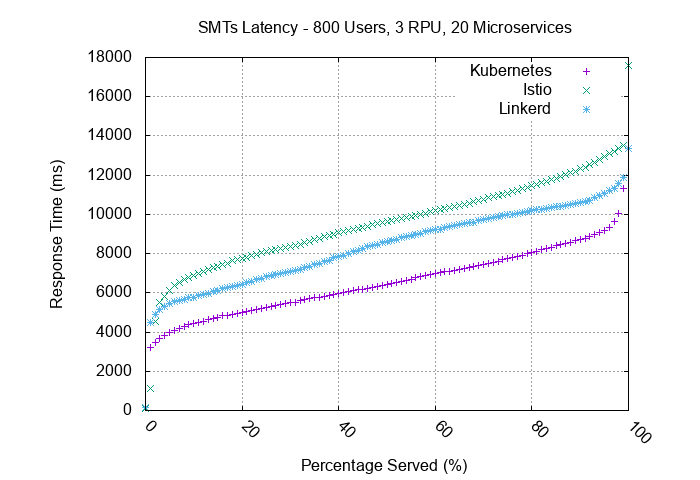 SMTs Latency - 800 Users, 3 RPU, 20 Microservices
18000
16000
14000
12000
10000
8000
6000
4000
2000
0
Response Time (ms)
Kubernetes
Istio
Linkerd
0
20
40
60
80
100
Percentage Served (%)